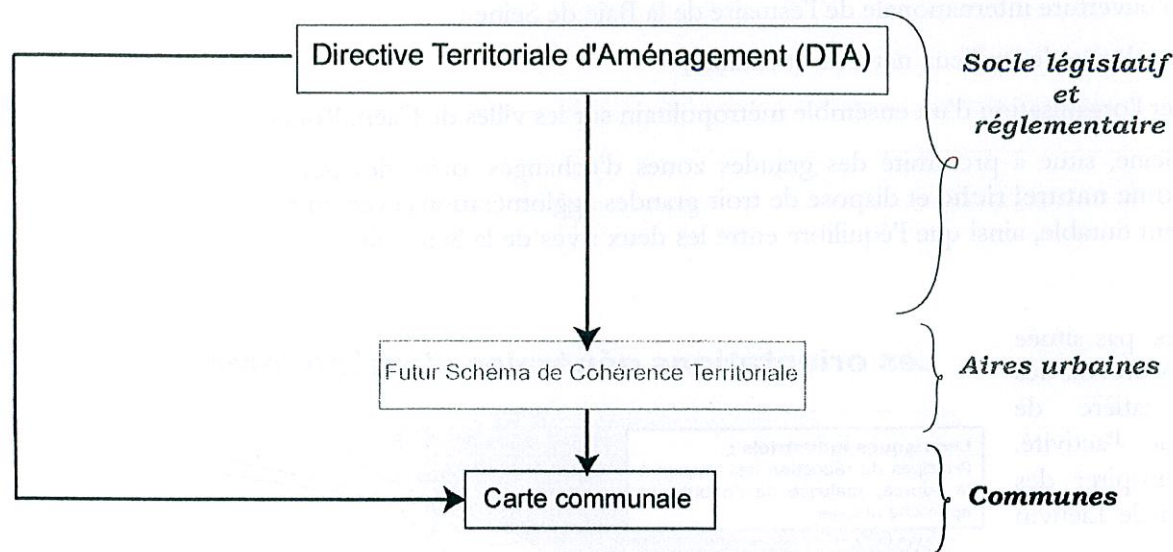 Directive Territoriale d'Aménagement (DTA)
Socle législatif
et
réglementaire
Futur Schéma de Cohérence Territoriale
Aires urbaines
Carte communale
Communes